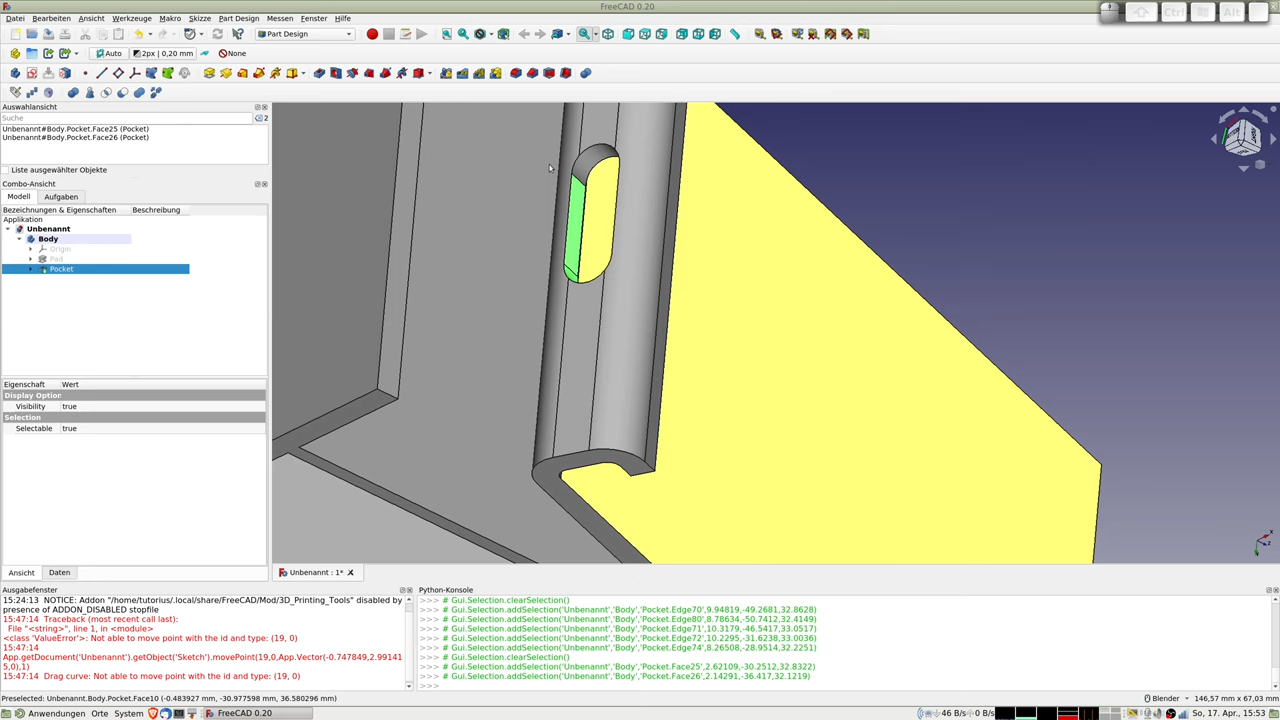 FreeCAD 0.20
Ctrl Alt
Datei Bearbeiten Ansicht Werkzeuge Makro Skizze Part Design Messen Fenster Hilfe
Part Design
Auto 2px | 0,20 mm None
Auswahlansicht
Suche 2
Unbenannt#Body.Pocket.Face25 (Pocket)
Unbenannt#Body.Pocket.Face26 (Pocket)
Liste ausgewählter Objekte
Combo-Ansicht
Modell Aufgaben
Bezeichnungen & Eigenschaften Beschreibung
Applikation
Unbenannt
Body
Origin
Pad
Pocket
Eigenschaft Wert
Display Option
Visibility true
Selection
Selectable true
Ansicht Daten
Unbenannt : 1*
Ausgabefenster
15:24:13 NOTICE: Addon "/home/tutorius/.local/share/FreeCAD/Mod/3D_Printing_Tools" disabled by
presence of ADDON_DISABLED stopfile
15:47:14 Traceback (most recent call last):
File "<string>", line 1, in <module>
<class 'ValueError'>: Not able to move point with the id and type: (19, 0)
15:47:14
App.getDocument('Unbenannt').getObject('Sketch').movePoint(19,0,App.Vector(-0.747849,2.99141
5,0),1)
15:47:14 Drag curve: Not able to move point with the id and type: (19, 0)
Python-Konsole
>>> # Gui.Selection.clearSelection()
>>> # Gui.Selection.addSelection('Unbenannt','Body','Pocket.Edge70',9.94819,-49.2681,32.8628)
>>> # Gui.Selection.addSelection('Unbenannt','Body','Pocket.Edge80',8.78634,-50.7412,32.4149)
>>> # Gui.Selection.addSelection('Unbenannt','Body','Pocket.Edge71',10.3179,-46.5417,33.0517)
>>> # Gui.Selection.addSelection('Unbenannt','Body','Pocket.Edge72',10.2295,-31.6238,33.0036)
>>> # Gui.Selection.addSelection('Unbenannt','Body','Pocket.Edge74',8.26508,-28.9514,32.2251)
>>> # Gui.Selection.clearSelection()
>>> # Gui.Selection.addSelection('Unbenannt','Body','Pocket.Face25',2.62109,-30.2512,32.8322)
>>> # Gui.Selection.addSelection('Unbenannt','Body','Pocket.Face26',2.14291,-36.417,32.1219)
>>>
Preselected: Unbenannt.Body.Pocket.Face10 (-0.483927 mm, -30.977598 mm, 36.580296 mm) Blender 146,57 mm x 67,03 mm
Anwendungen Orte System FreeCAD 0.20 46 B/s 0 B/s So, 17. Apr., 15:53